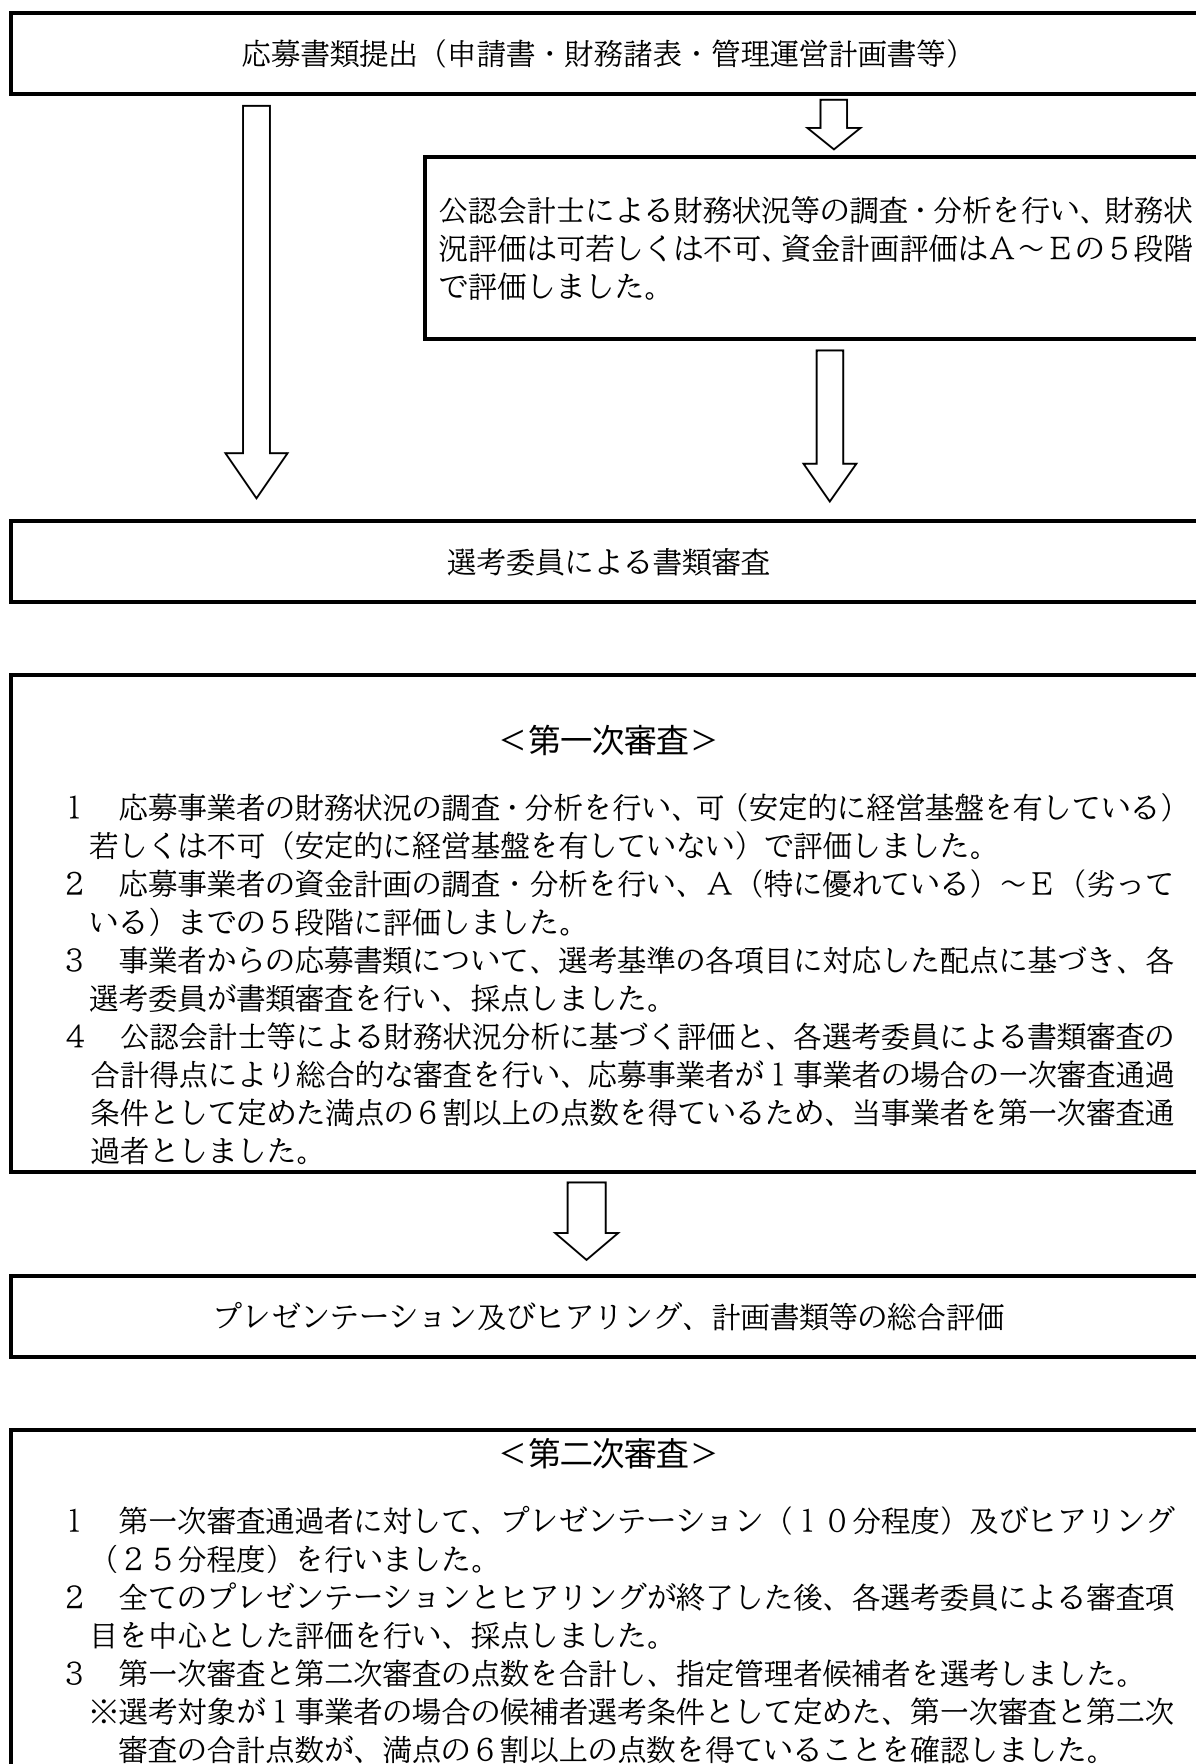 応募書類提出（申請書・財務諸表・管理運営計画書等）
公認会計士による財務状況等の調査・分析を行い、財務状
況評価は可若しくは不可、資金計画評価はＡ～Ｅの５段階
で評価しました。
選考委員による書類審査
＜第一次審査＞
１　応募事業者の財務状況の調査・分析を行い、可（安定的に経営基盤を有している）
若しくは不可（安定的に経営基盤を有していない）で評価しました。
２　応募事業者の資金計画の調査・分析を行い、Ａ（特に優れている）～Ｅ（劣って
いる）までの５段階に評価しました。
３　事業者からの応募書類について、選考基準の各項目に対応した配点に基づき、各
選考委員が書類審査を行い、採点しました。
４　公認会計士等による財務状況分析に基づく評価と、各選考委員による書類審査の
合計得点により総合的な審査を行い、応募事業者が１事業者の場合の一次審査通過
条件として定めた満点の６割以上の点数を得ているため、当事業者を第一次審査通
過者としました。
プレゼンテーション及びヒアリング、計画書類等の総合評価
＜第二次審査＞
１　第一次審査通過者に対して、プレゼンテーション（１０分程度）及びヒアリング
（２５分程度）を行いました。
２　全てのプレゼンテーションとヒアリングが終了した後、各選考委員による審査項
目を中心とした評価を行い、採点しました。
３　第一次審査と第二次審査の点数を合計し、指定管理者候補者を選考しました。
※選考対象が１事業者の場合の候補者選考条件として定めた、第一次審査と第二次
審査の合計点数が、満点の６割以上の点数を得ていることを確認しました。